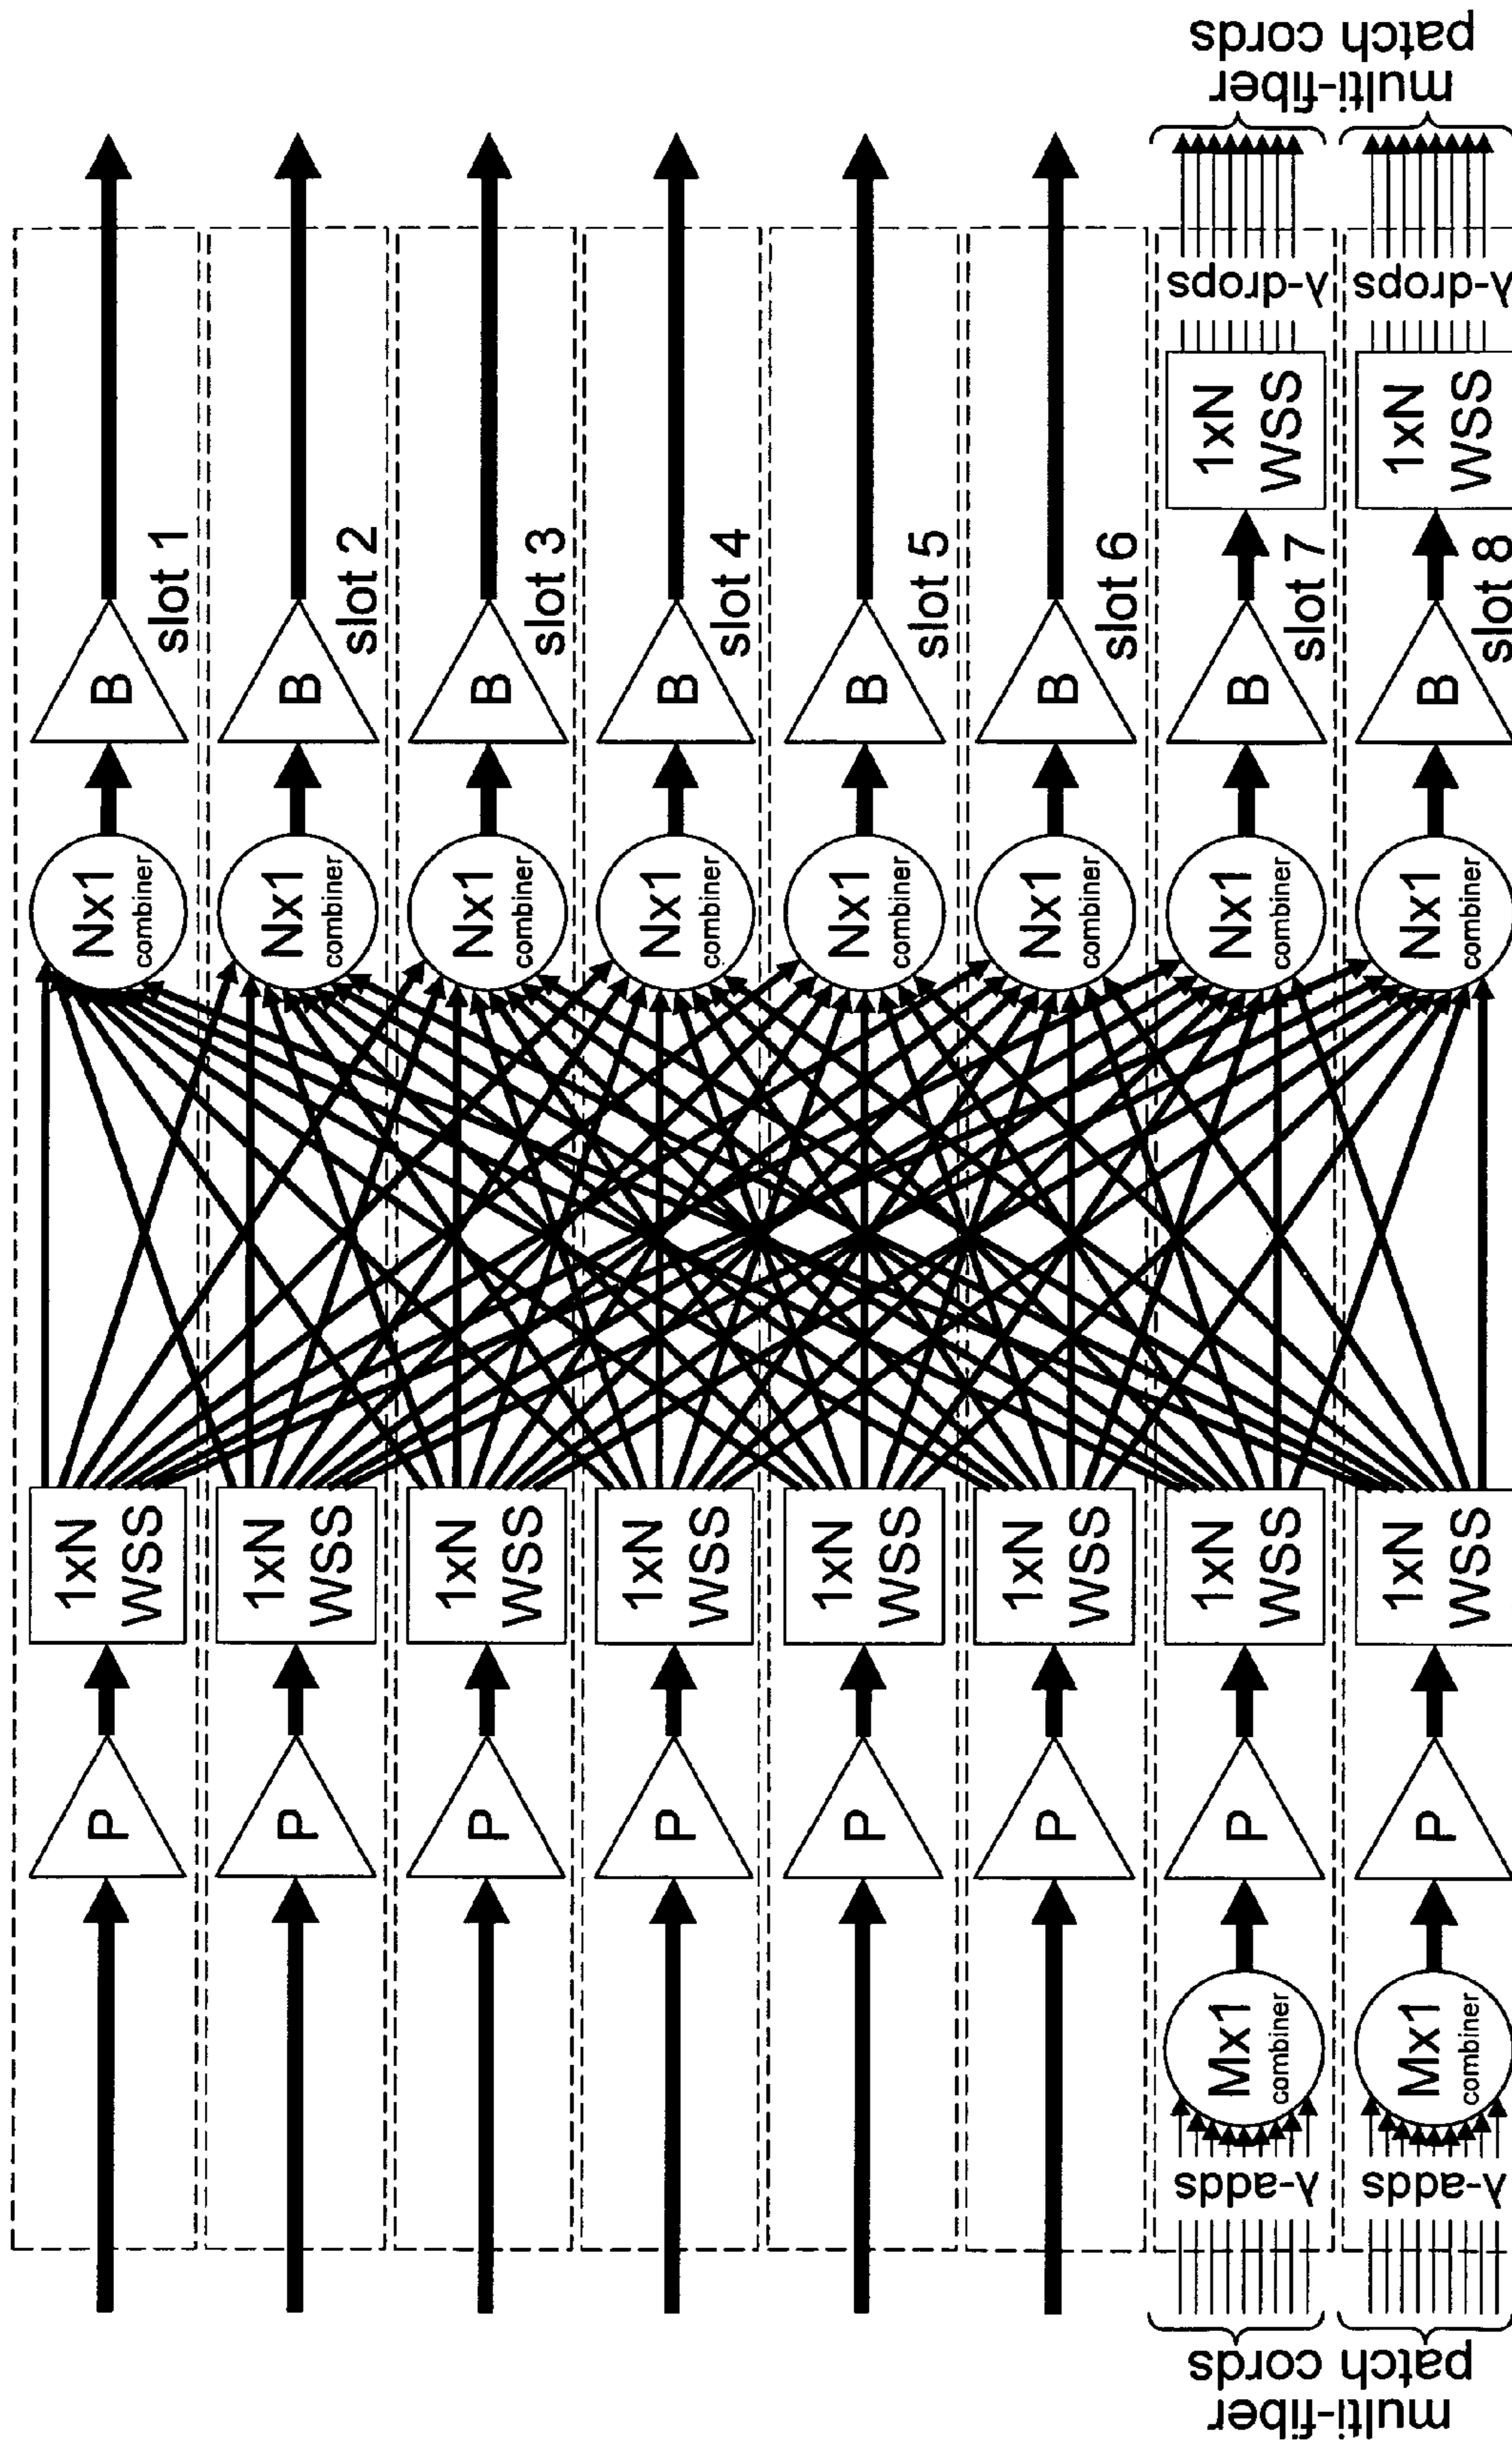 P
1xN
WSS
Nx1
combiner
B
slot 1
P
1xN
WSS
Nx1
combiner
B
slot 2
P
1xN
WSS
Nx1
combiner
B
slot 3
P
1xN
WSS
Nx1
combiner
B
slot 4
P
1xN
WSS
Nx1
combiner
B
slot 5
P
1xN
WSS
Nx1
combiner
B
slot 6
multi-fiber
patch cords
λ-adds
Mx1
combiner
P
1xN
WSS
Nx1
combiner
B
slot 7
1xN
WSS
λ-drops
multi-fiber
patch cords
λ-adds
Mx1
combiner
P
1xN
WSS
Nx1
combiner
B
slot 8
1xN
WSS
λ-drops